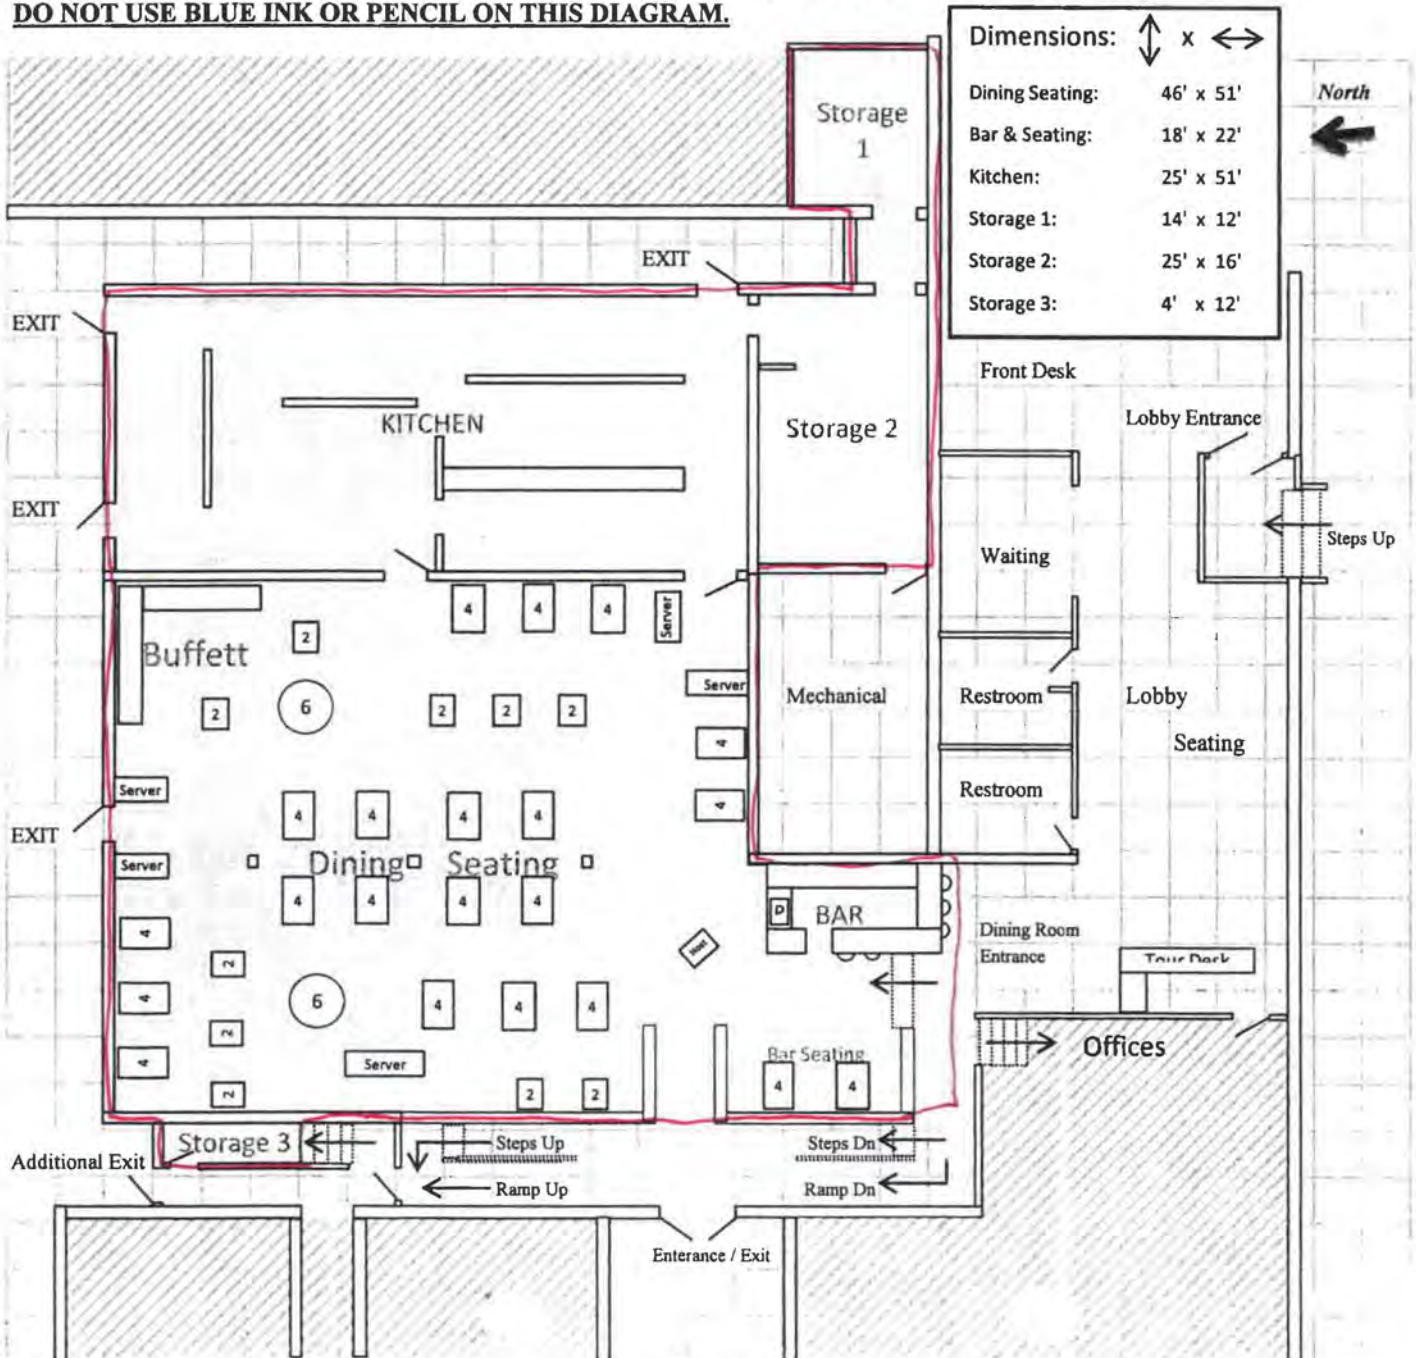 DO NOT USE BLUE INK OR PENCIL ON THIS DIAGRAM.
Dimensions: x
Dining Seating: 46' x 51'
Bar & Seating: 18' x 22'
Kitchen: 25' x 51'
Storage 1: 14' x 12'
Storage 2: 25' x 16'
Storage 3: 4' x 12'
North
Storage
1
EXIT
EXIT
Front Desk
Lobby Entrance
KITCHEN
Storage 2
EXIT
Steps Up
Waiting
4
4
4
Server
2
Buffett
6
2
2
2
2
Server
Mechanical
Restroom
Lobby
Seating
4
Server
4
Restroom
4
4
4
4
EXIT
Server
Dining Seating
4
4
4
4
D
BAR
4
Host
Dining Room
Entrance
Tour Desk
2
4
6
4
4
4
2
Offices
Server
Bar Seating
4
2
2
2
4
4
Storage 3
Steps Up
Steps Dn
Additional Exit
Ramp Up
Ramp Dn
Enterance / Exit